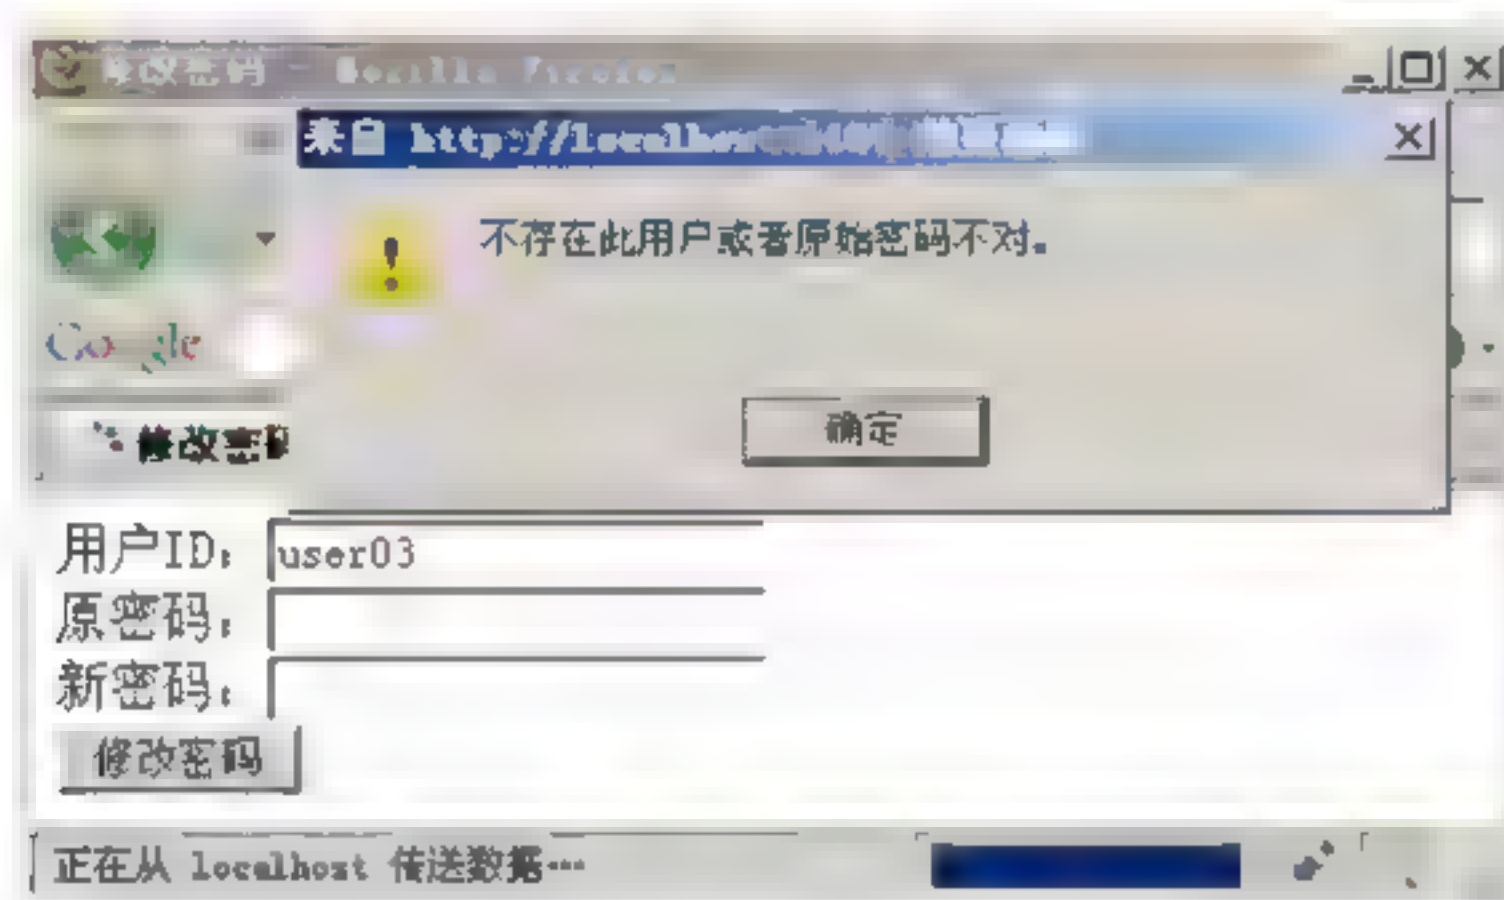 修改密码 - Mozilla Firefox
来自 http://localhost
不存在此用户或者原始密码不对。
Google
确定
修改密码
用户ID: user03
原密码:
新密码:
修改密码
正在从 localhost 传送数据…